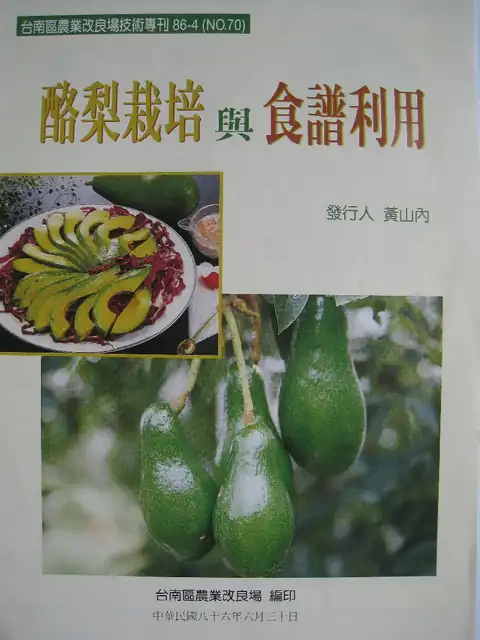 台南區農業改良場技術專刊 86-4 (NO.70)
酪梨栽培與食譜利用
發行人 黃山內
台南區農業改良場 編印
中華民國八十六年六月三十日